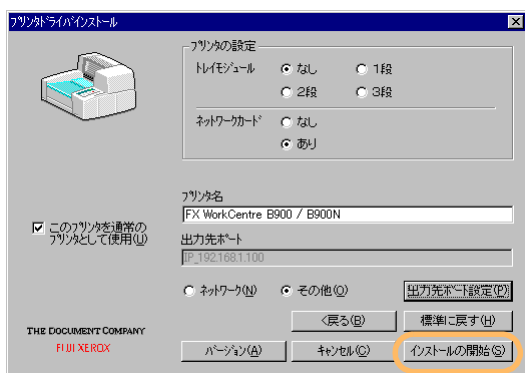 プリンタドライバインストール
プリンタの設定
トレイモジュール
なし
1段
2段
3段
ネットワークカード
なし
あり
プリンタ名
FX WorkCentre B900 / B900N
このプリンタを通常の
プリンタとして使用(U)
出力先ポート
IP_192.168.1.100
ネットワーク(N)
その他(O)
出力先ポート設定(P)
<戻る(B)
標準に戻す(H)
THE DOCUMENT COMPANY
FUJI XEROX
バージョン(A)
キャンセル(C)
インストールの開始(S)